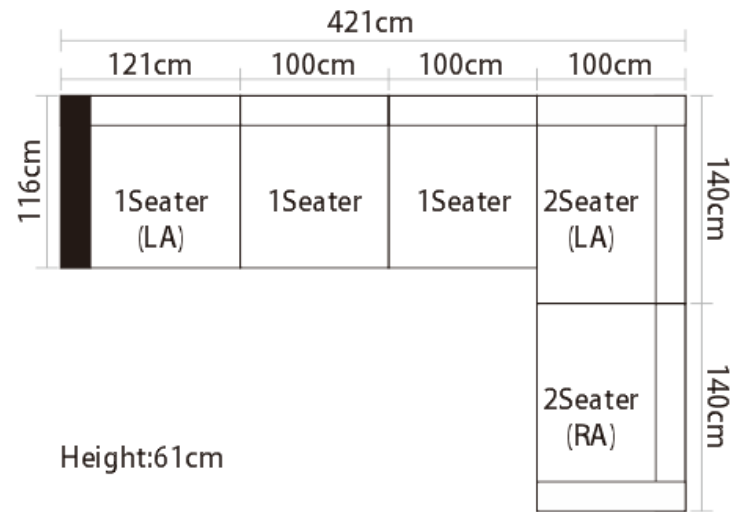 421cm
121cm
100cm
100cm
100cm
116cm
1Seater
(LA)
1Seater
1Seater
2Seater
(LA)
140cm
2Seater
(RA)
140cm
Height:61cm